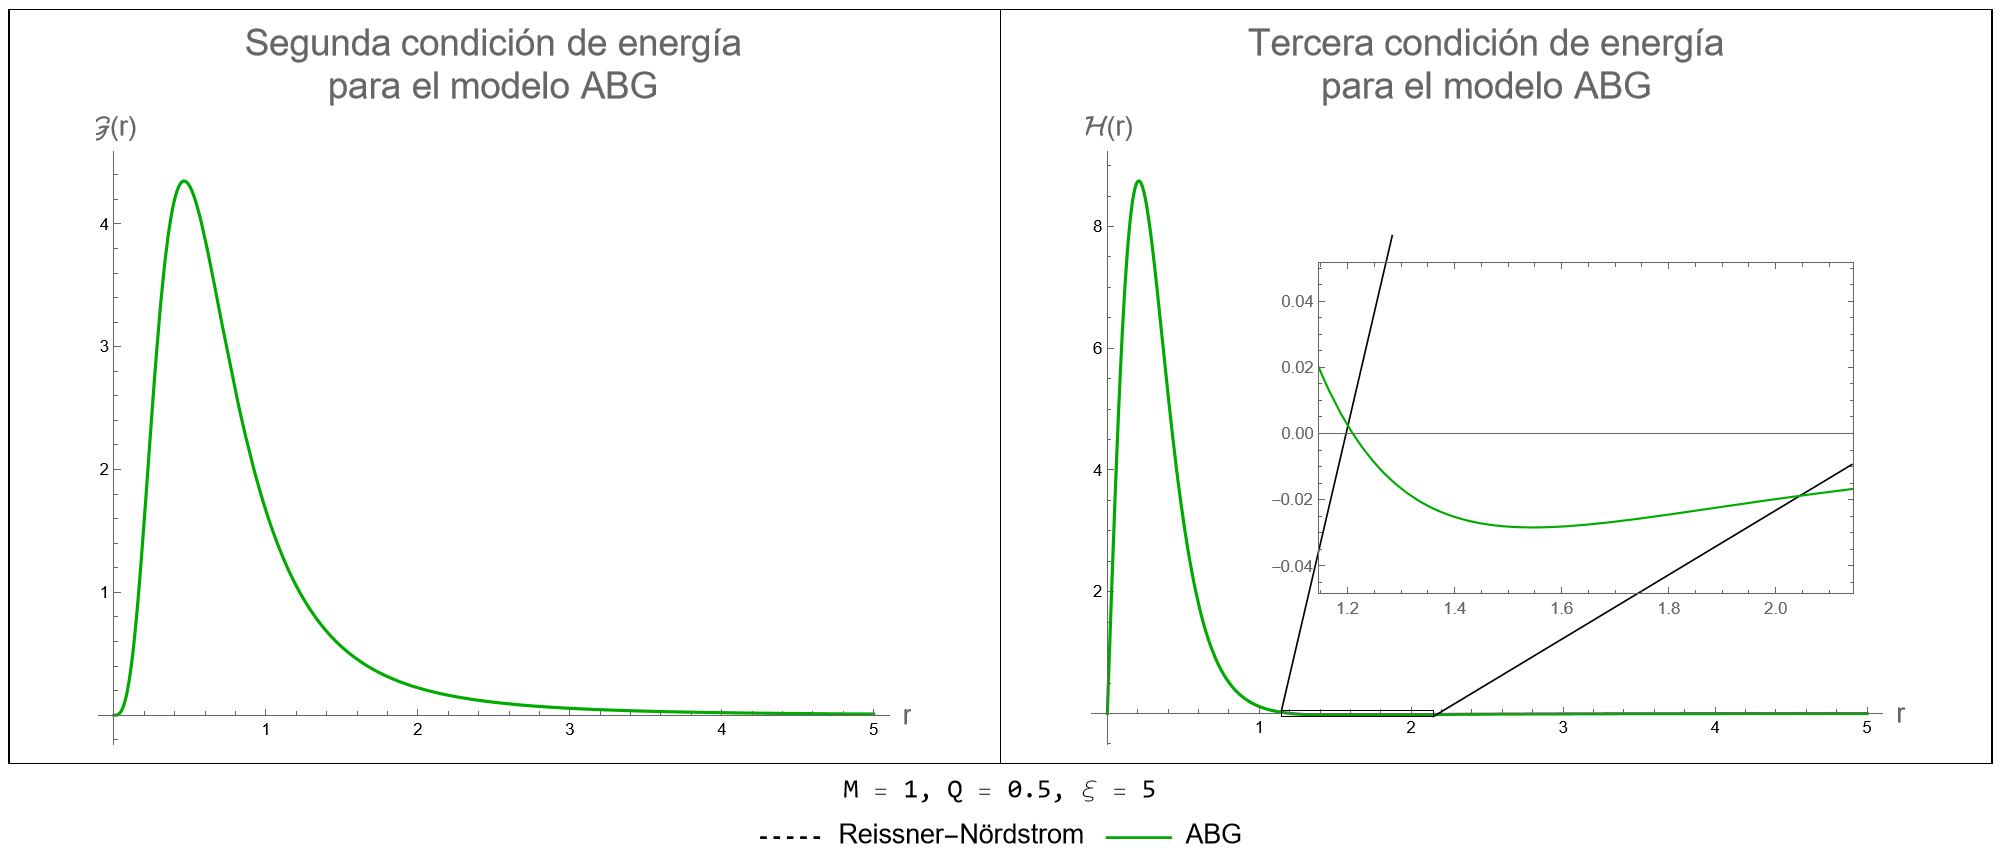 Segunda condición de energía
para el modelo ABG
𝒢(r)
4
3
2
1
1
2
3
4
5
r
Tercera condición de energía
para el modelo ABG
ℋ(r)
8
6
4
2
1
2
3
4
5
r
0.04
0.02
0.00
−0.02
−0.04
1.2
1.4
1.6
1.8
2.0
M = 1, Q = 0.5, ξ = 5
Reissner–Nördstrom
ABG